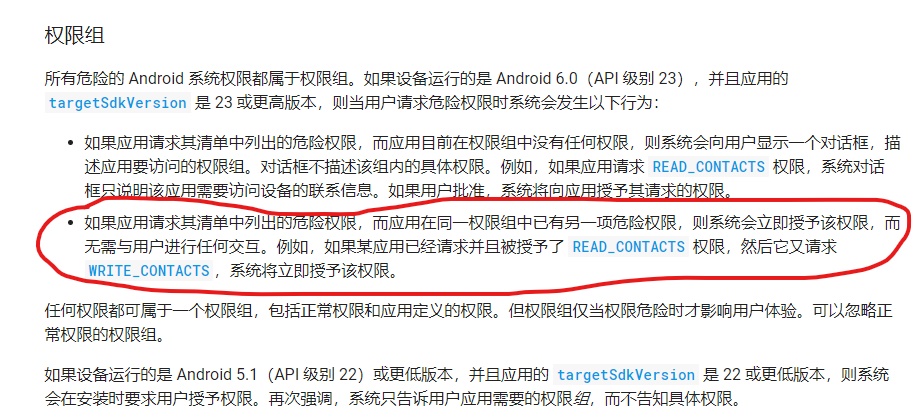 权限组
所有危险的 Android 系统权限都属于权限组。如果设备运行的是 Android 6.0（API 级别 23），并且应用的
targetSdkVersion 是 23 或更高版本，则当用户请求危险权限时系统会发生以下行为：
• 如果应用请求其清单中列出的危险权限，而应用目前在权限组中没有任何权限，则系统会向用户显示一个对话框，描
述应用要访问的权限组。对话框不描述该组内的具体权限。例如，如果应用请求 READ_CONTACTS 权限，系统对话
框只说明该应用需要访问设备的联系信息。如果用户批准，系统将向应用授予其请求的权限。
• 如果应用请求其清单中列出的危险权限，而应用在同一权限组中已有另一项危险权限，则系统会立即授予该权限，而
无需与用户进行任何交互。例如，如果某应用已经请求并且被授予了 READ_CONTACTS 权限，然后它又请求
WRITE_CONTACTS，系统将立即授予该权限。
任何权限都可属于一个权限组，包括正常权限和应用定义的权限。但权限组仅当权限危险时才影响用户体验。可以忽略正
常权限的权限组。
如果设备运行的是 Android 5.1（API 级别 22）或更低版本，并且应用的 targetSdkVersion 是 22 或更低版本，则系统
会在安装时要求用户授予权限。再次强调，系统只告诉用户应用需要的权限组，而不告知具体权限。